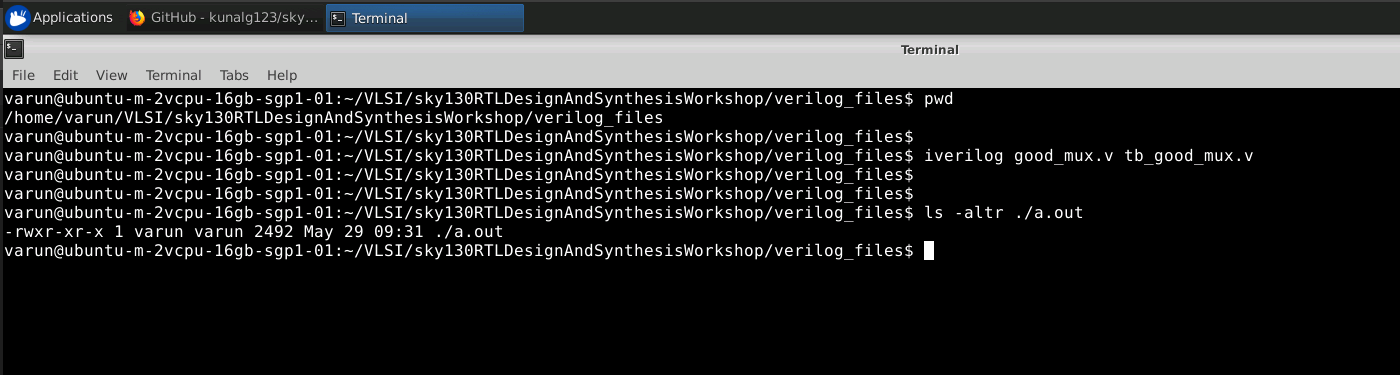 Applications GitHub - kunalg123/sky... Terminal
Terminal
File Edit View Terminal Tabs Help
varun@ubuntu-m-2vcpu-16gb-sgp1-01:~/VLSI/sky130RTLDesignAndSynthesisWorkshop/verilog_files$ pwd
/home/varun/VLSI/sky130RTLDesignAndSynthesisWorkshop/verilog_files
varun@ubuntu-m-2vcpu-16gb-sgp1-01:~/VLSI/sky130RTLDesignAndSynthesisWorkshop/verilog_files$
varun@ubuntu-m-2vcpu-16gb-sgp1-01:~/VLSI/sky130RTLDesignAndSynthesisWorkshop/verilog_files$ iverilog good_mux.v tb_good_mux.v
varun@ubuntu-m-2vcpu-16gb-sgp1-01:~/VLSI/sky130RTLDesignAndSynthesisWorkshop/verilog_files$
varun@ubuntu-m-2vcpu-16gb-sgp1-01:~/VLSI/sky130RTLDesignAndSynthesisWorkshop/verilog_files$
varun@ubuntu-m-2vcpu-16gb-sgp1-01:~/VLSI/sky130RTLDesignAndSynthesisWorkshop/verilog_files$ ls -altr ./a.out
-rwxr-xr-x 1 varun varun 2492 May 29 09:31 ./a.out
varun@ubuntu-m-2vcpu-16gb-sgp1-01:~/VLSI/sky130RTLDesignAndSynthesisWorkshop/verilog_files$